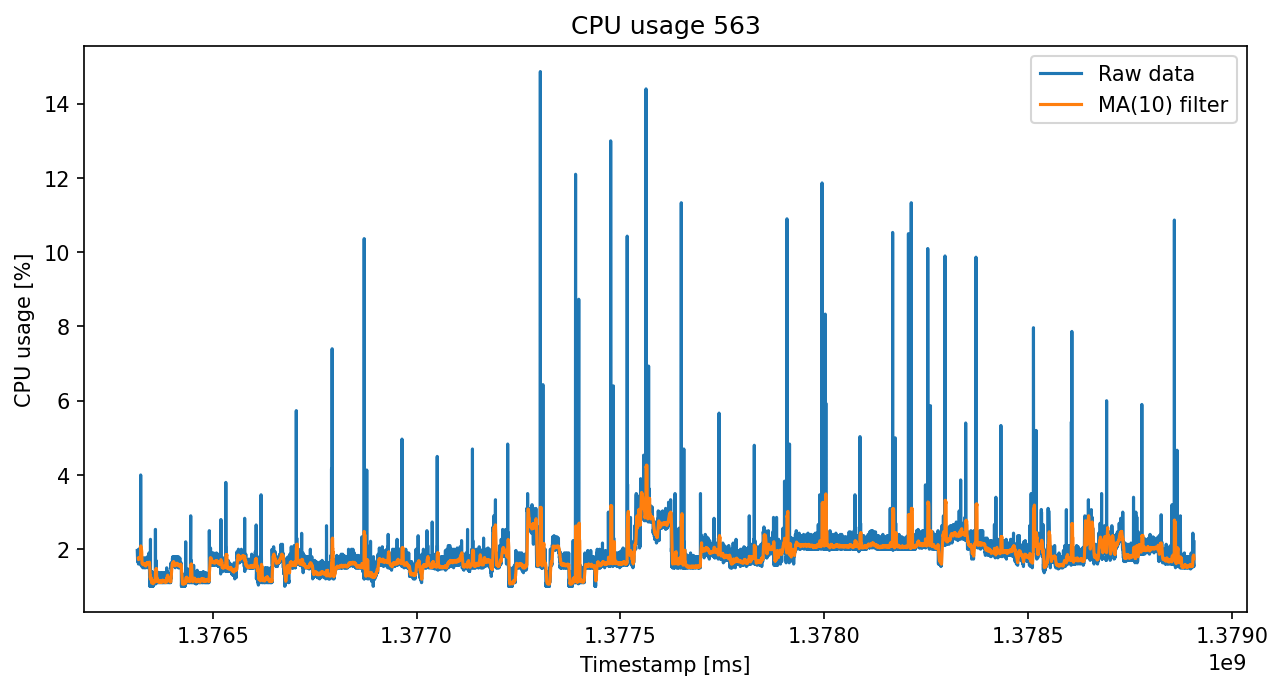 CPU usage 563
Raw data
MA(10) filter
CPU usage [%]
14
12
10
8
6
4
2
1.3765
1.3770
1.3775
1.3780
1.3785
1.3790
1e9
Timestamp [ms]